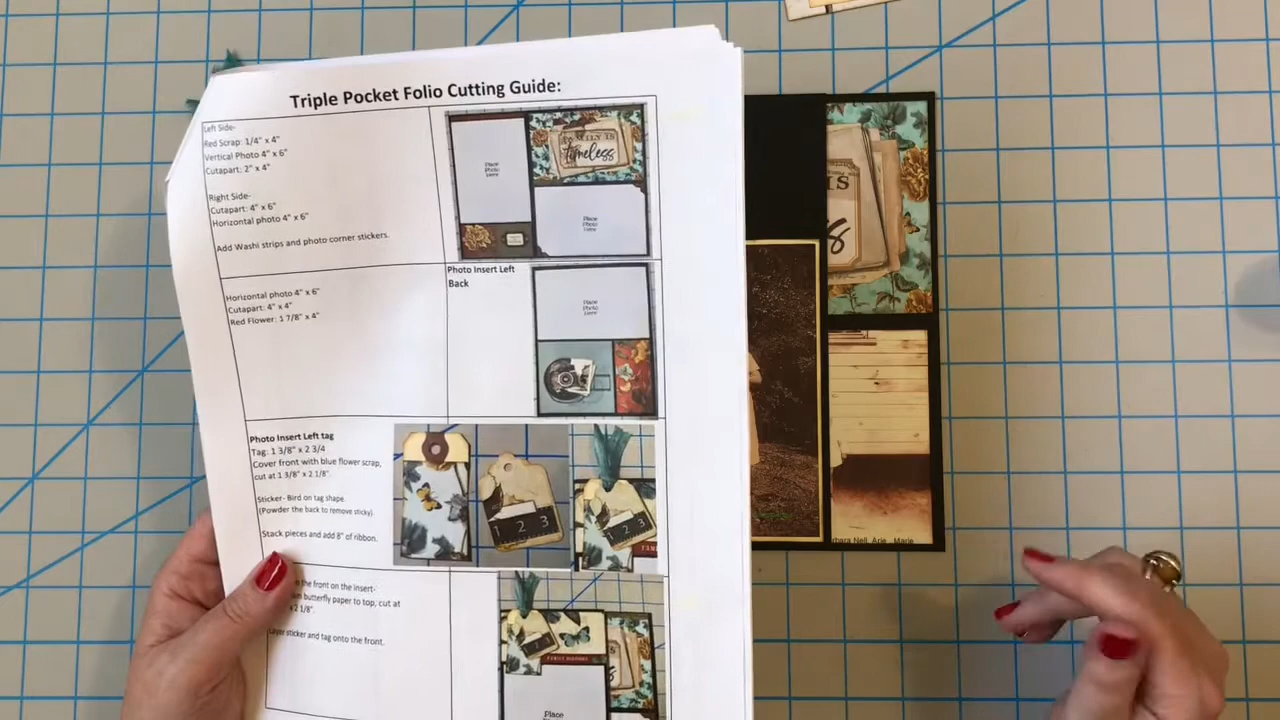 Triple Pocket Folio Cutting Guide:
Left Side-
Red Scrap: 1/4" x 4"
Vertical Photo 4" x 6"
Cutapart: 2" x 4"
Right Side-
Cutapart: 4" x 6"
Horizontal photo 4" x 6"
Add Washi strips and photo corner stickers.
Place
Photo
Here
FAMILY IS
timeless
Place
Photo
Here
Horizontal photo 4" x 6"
Cutapart: 4" x 4"
Red Flower: 1 7/8" x 4"
Photo Insert Left
Back
Place
Photo
Here
Photo Insert Left tag
Tag: 1 3/8" x 2 3/4
Cover front with blue flower scrap,
cut at 1 3/8" x 2 1/8".
Sticker- Bird on tag shape.
(Powder the back to remove sticky).
Stack pieces and add 8" of ribbon.
1 2 3
1 2 3
the front on the insert-
butterfly paper to top, cut at
x 2 1/8".
Layer sticker and tag onto the front.
Place
Photo
IS
Nell, Arie, Marie